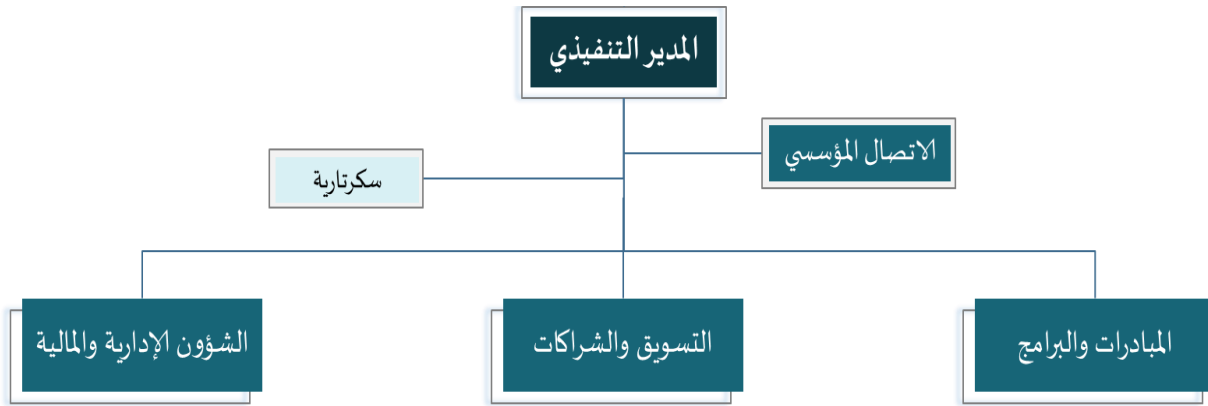 المدير التنفيذي
الاتصال المؤسسي
سكرتارية
المبادرات والبرامج
التسويق والشراكات
الشؤون الإدارية والمالية